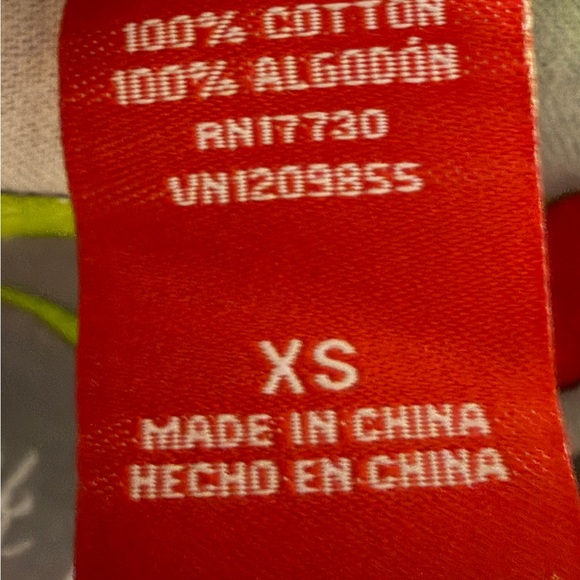 100% COTTON
100% ALGODÓN
RN17730
VN1209855
XS
MADE IN CHINA
HECHO EN CHINA